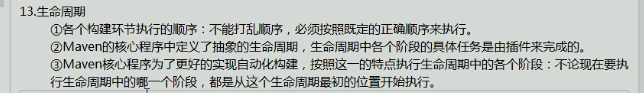 13.生命周期
①各个构建环节执行的顺序：不能打乱顺序，必须按照既定的正确顺序来执行。
②Maven的核心程序中定义了抽象的生命周期，生命周期中各个阶段的具体任务是由插件来完成的。
③Maven核心程序为了更好的实现自动化构建，按照这一的特点执行生命周期中的各个阶段：不论现在要执
行生命周期中的哪一个阶段，都是从这个生命周期最初的位置开始执行。